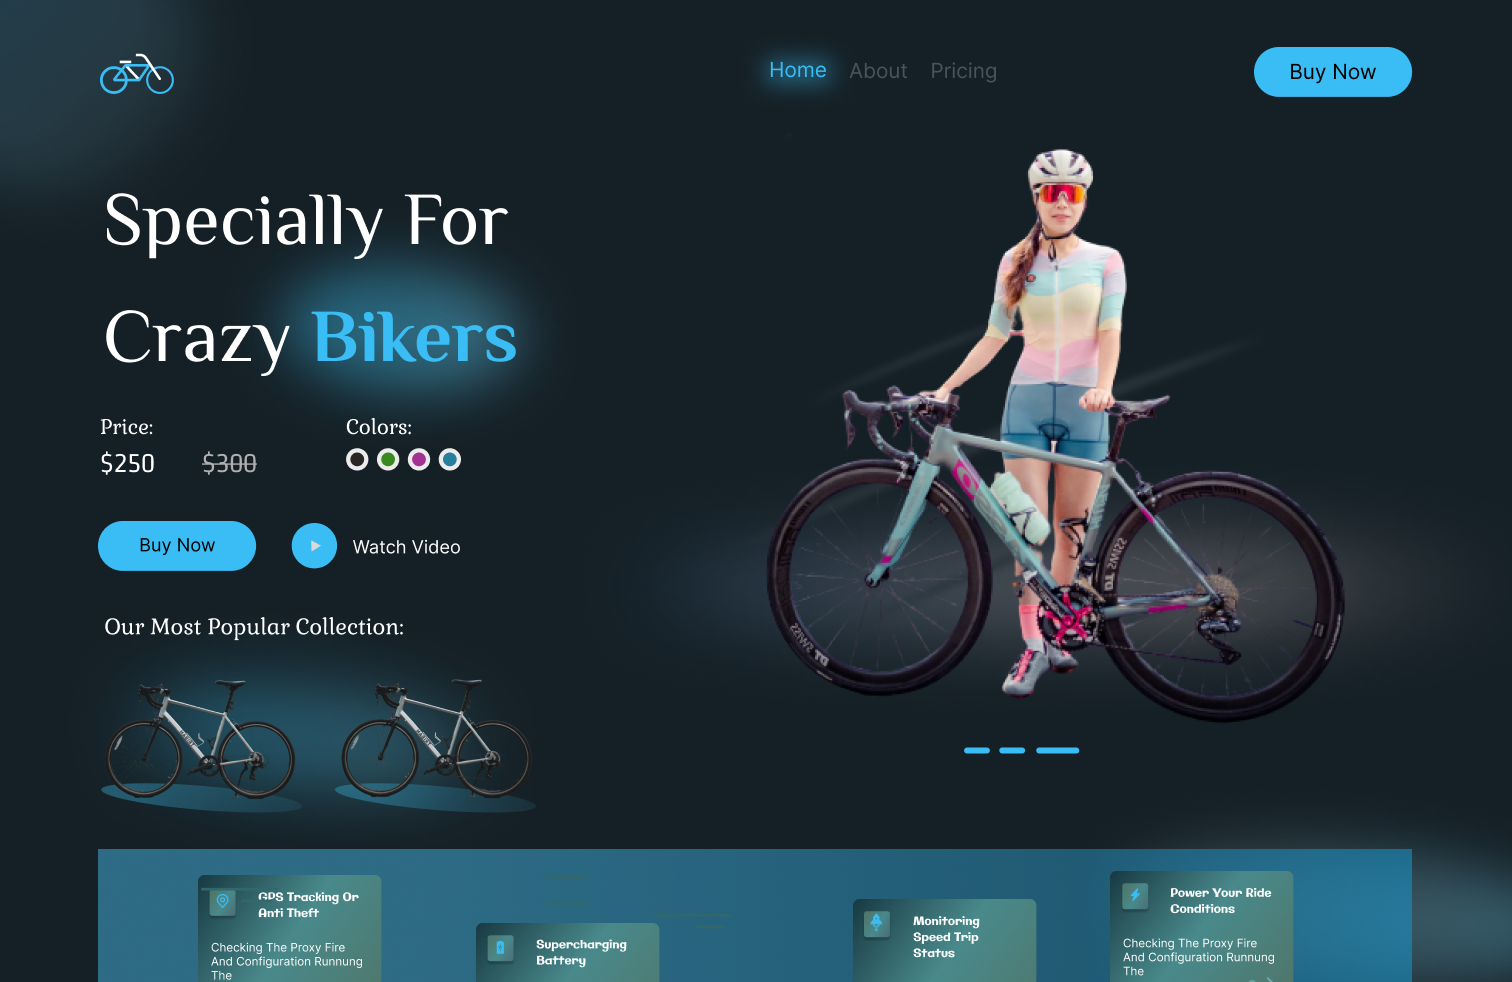 Home About Pricing Buy Now
Specially For
Crazy Bikers
Price: Colors:
$250 $300
Buy Now Watch Video
Our Most Popular Collection:
GPS Tracking Or
Anti Theft
Checking The Proxy Fire
And Configuration Runnung
The
Supercharging
Battery
Monitoring
Speed Trip
Status
Power Your Ride
Conditions
Checking The Proxy Fire
And Configuration Runnung
The